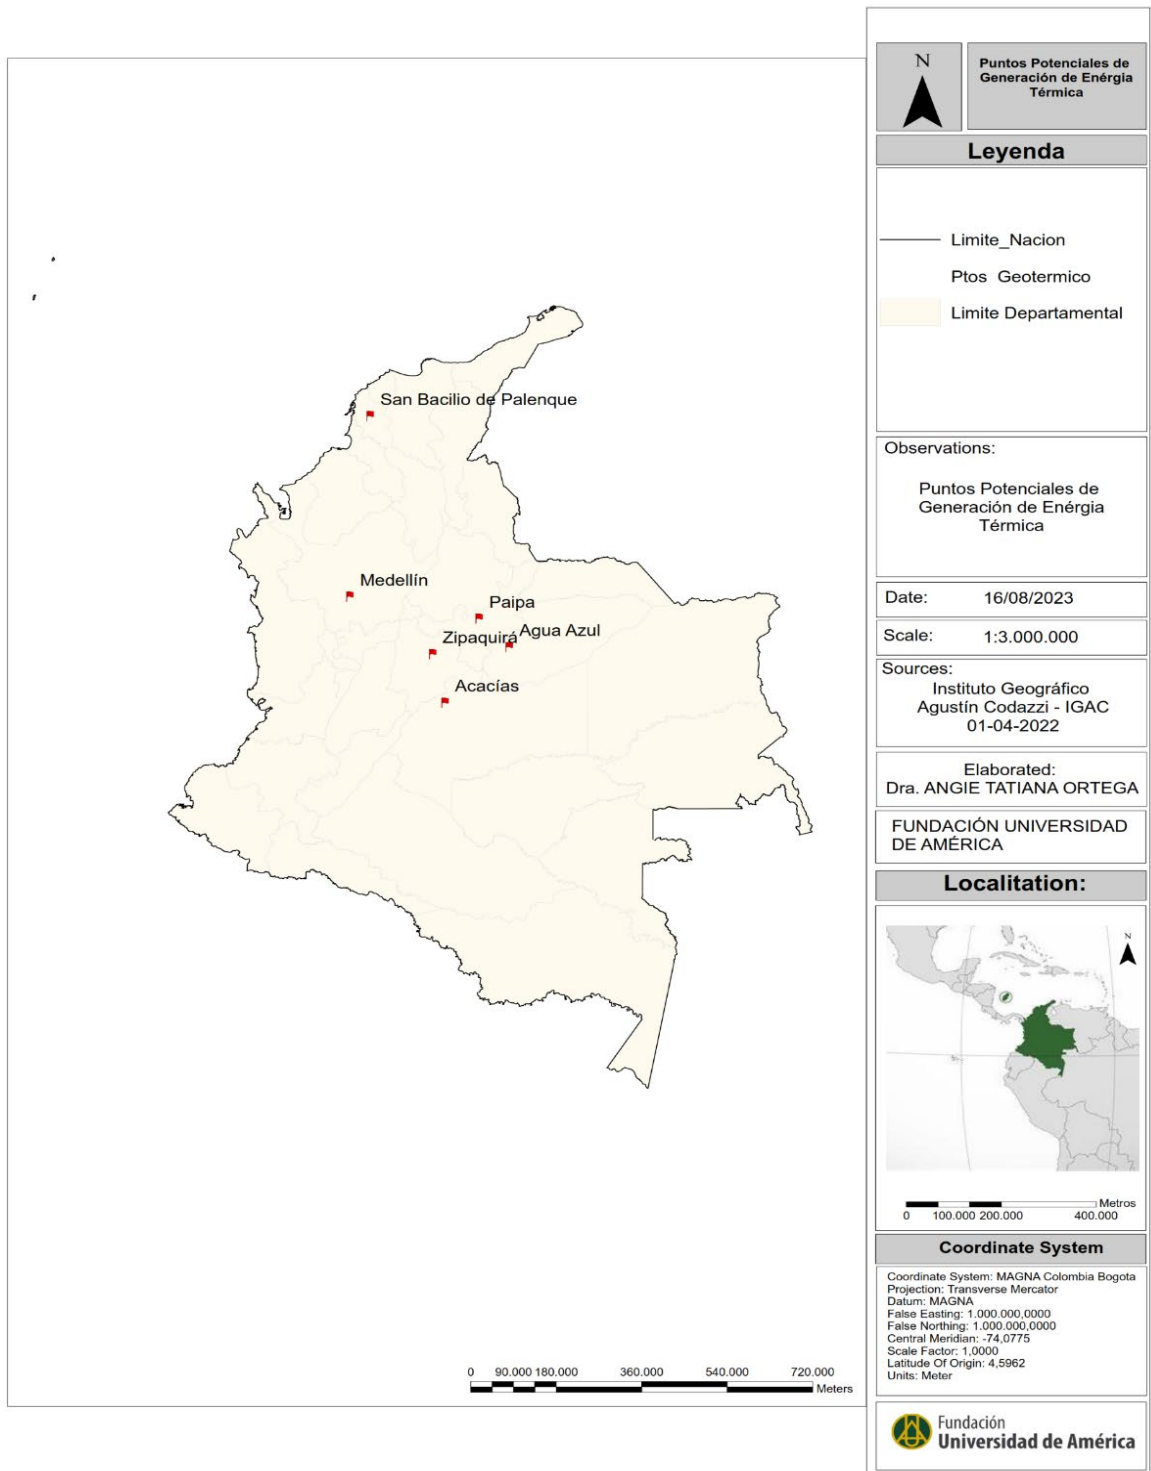 N
Puntos Potenciales de
Generación de Enérgia
Térmica
Leyenda
Limite_Nacion
Ptos Geotermico
Limite Departamental
San Bacilio de Palenque
Medellín
Paipa
Zipaquirá
Agua Azul
Acacías
Observations:
Puntos Potenciales de
Generación de Enérgia
Térmica
Date: 16/08/2023
Scale: 1:3.000.000
Sources:
Instituto Geográfico
Agustín Codazzi - IGAC
01-04-2022
Elaborated:
Dra. ANGIE TATIANA ORTEGA
FUNDACIÓN UNIVERSIDAD
DE AMÉRICA
Localitation:
N
Metros
0 100.000 200.000 400.000
Coordinate System
Coordinate System: MAGNA Colombia Bogota
Projection: Transverse Mercator
Datum: MAGNA
False Easting: 1.000.000,0000
False Northing: 1.000.000,0000
Central Meridian: -74,0775
Scale Factor: 1,0000
Latitude Of Origin: 4,5962
Units: Meter
0 90.000 180.000 360.000 540.000 720.000
Meters
Fundación
Universidad de América